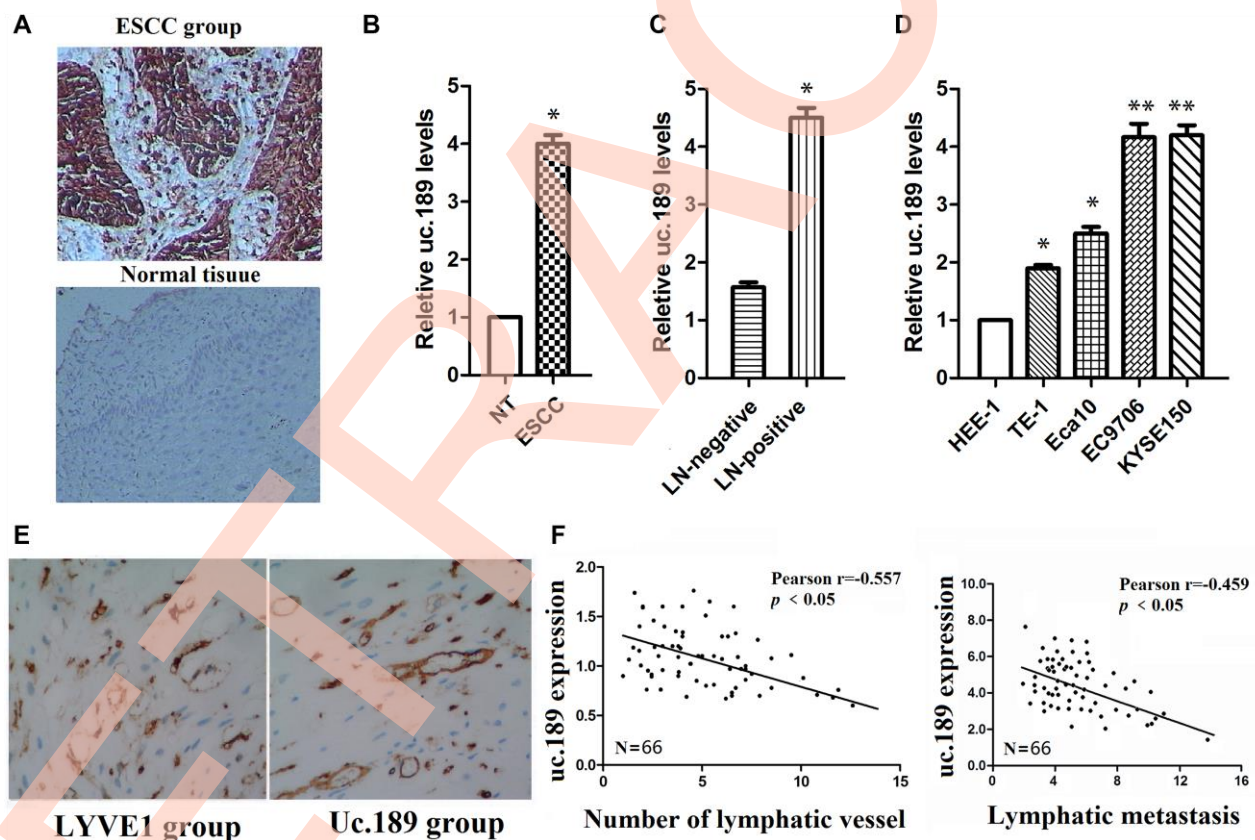 A
ESCC group
Normal tisuue
B
Reletive uc.189 levels
5
4
3
2
1
0
NT
ESCC
*
C
Reletive uc.189 levels
5
4
3
2
1
0
LN-negative
LN-positive
*
D
Reletive uc.189 levels
5
4
3
2
1
0
HEE-1
TE-1
Eca10
EC9706
KYSE150
* * ** **
E
LYVE1 group
Uc.189 group
F
uc.189 expression
2.0
1.5
1.0
0.5
0.0
0 5 10 15
Pearson r=-0.557
p < 0.05
N=66
Number of lymphatic vessel
uc.189 expression
10.0
8.0
6.0
4.0
2.0
0.0
0 4 8 12 16
Pearson r=-0.459
p < 0.05
N=66
Lymphatic metastasis